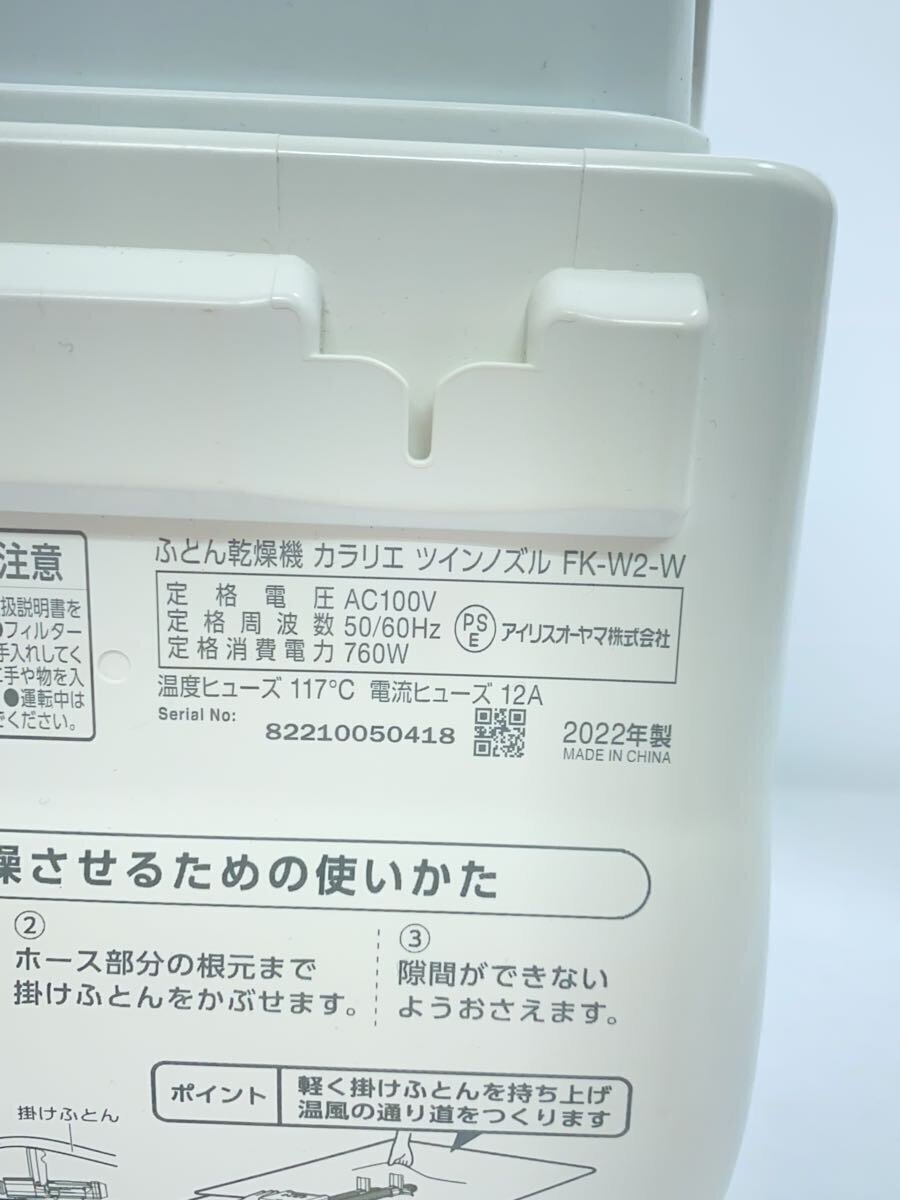 ふとん乾燥機 カラリエ ツインノズル FK-W2-W
注意
扱説明書を
●フィルター
手入れしてく
に手や物を入
●運転中は
ください。
定格電圧 AC100V
定格周波数 50/60Hz
定格消費電力 760W
PS
E
アイリスオーヤマ株式会社
温度ヒューズ 117℃ 電流ヒューズ 12A
Serial No:
82210050418
2022年製
MADE IN CHINA
燥させるための使いかた
②
ホース部分の根元まで
掛けふとんをかぶせます。
③
隙間ができない
ようおさえます。
ポイント
軽く掛けふとんを持ち上げ
温風の通り道をつくります
掛けふとん